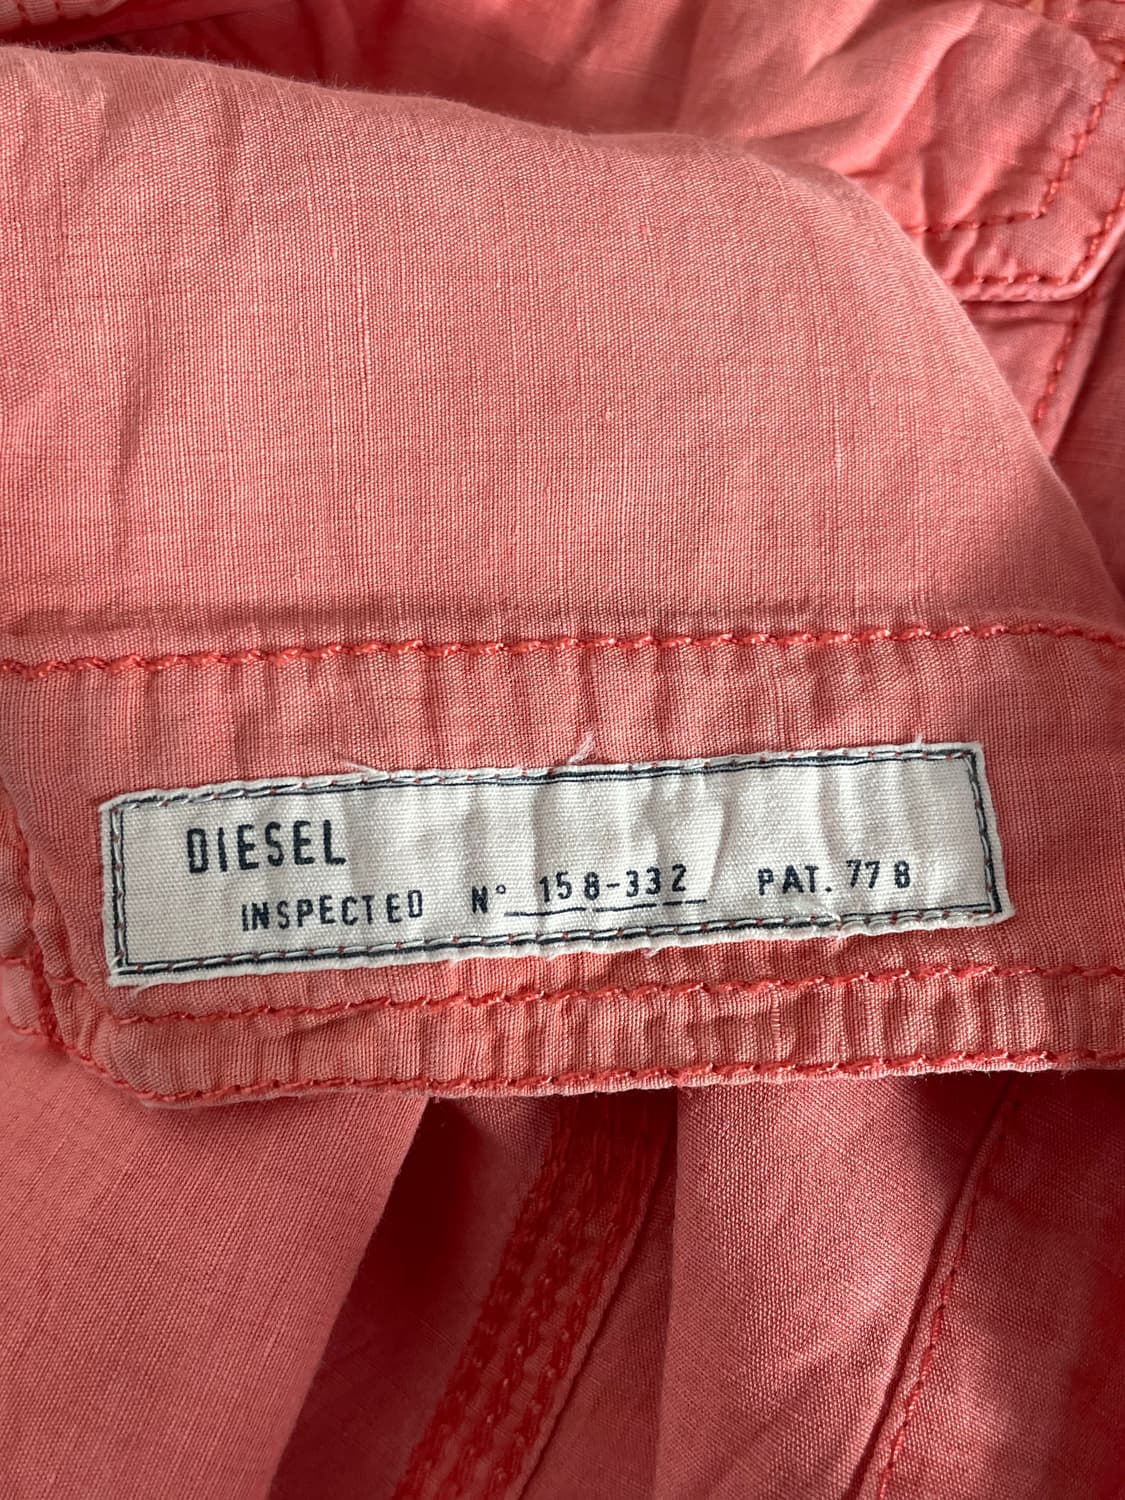 DIESEL
INSPECTED N° 158-332 PAT. 778